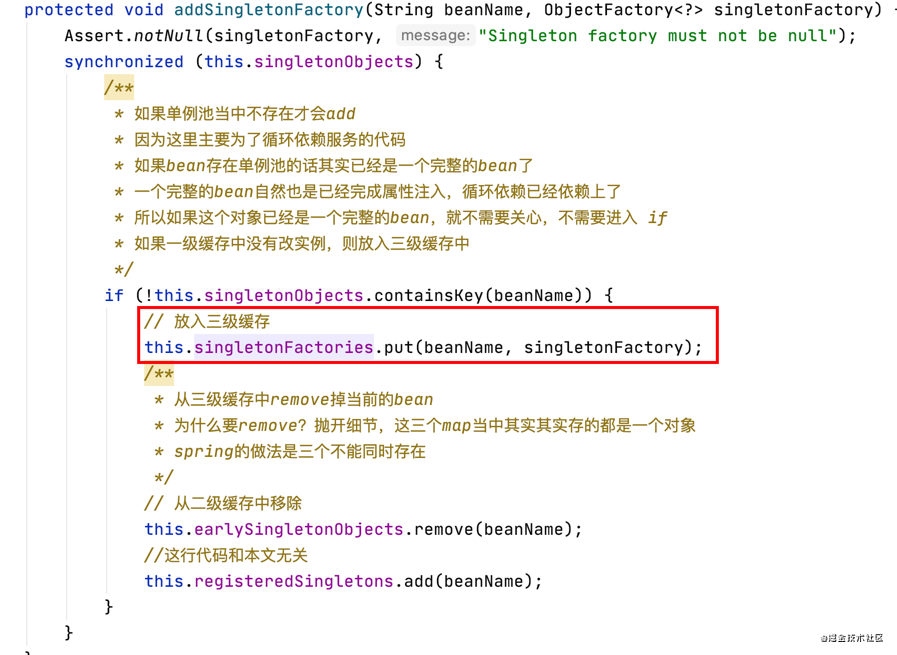 protected void addSingletonFactory(String beanName, ObjectFactory<?> singletonFactory) {
Assert.notNull(singletonFactory, message: "Singleton factory must not be null");
synchronized (this.singletonObjects) {
/**
* 如果单例池当中不存在才会add
* 因为这里主要为了循环依赖服务的代码
* 如果bean存在单例池的话其实已经是一个完整的bean了
* 一个完整的bean自然也是已经完成属性注入，循环依赖已经依赖上了
* 所以如果这个对象已经是一个完整的bean，就不需要关心，不需要进入 if
* 如果一级缓存中没有改实例，则放入三级缓存中
*/
if (!this.singletonObjects.containsKey(beanName)) {
// 放入三级缓存
this.singletonFactories.put(beanName, singletonFactory);
/**
* 从三级缓存中remove掉当前的bean
* 为什么要remove？抛开细节，这三个map当中其实其实存的都是一个对象
* spring的做法是三个不能同时存在
*/
// 从二级缓存中移除
this.earlySingletonObjects.remove(beanName);
//这行代码和本文无关
this.registeredSingletons.add(beanName);
}
}
@掘金技术社区